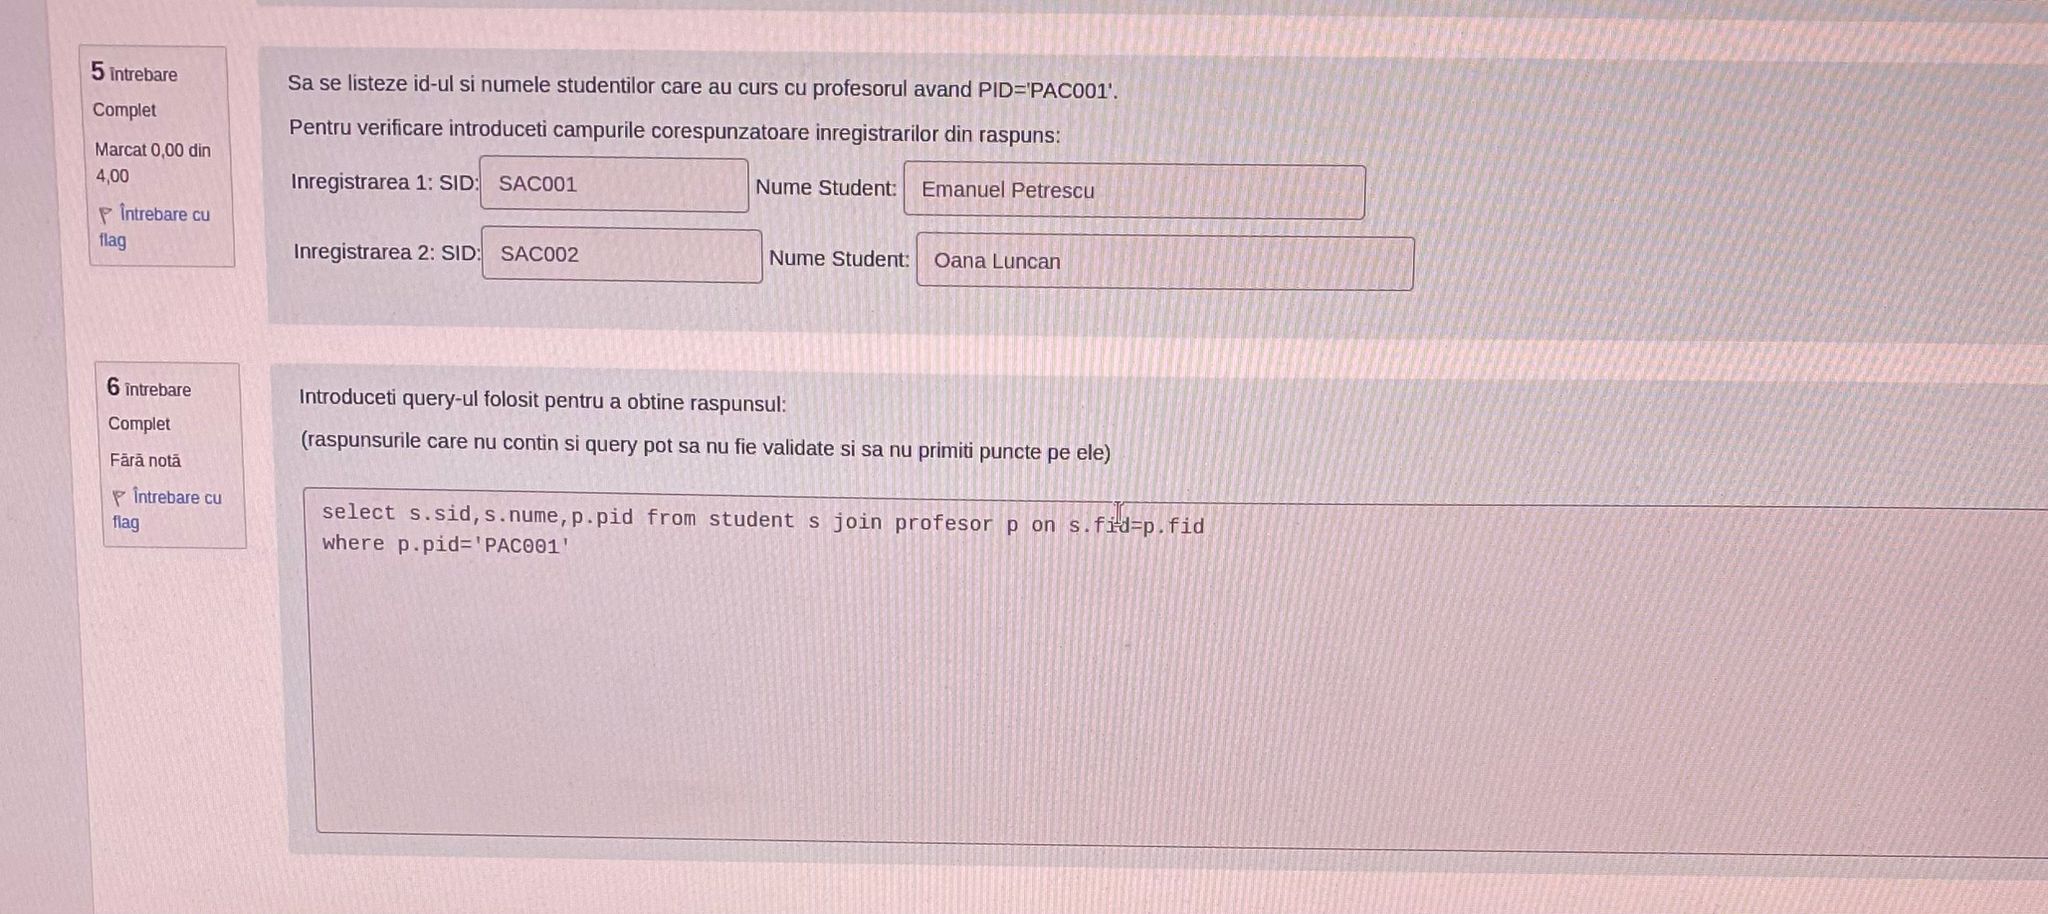 5 întrebare
Complet
Marcat 0,00 din
4,00
Întrebare cu
flag
Sa se listeze id-ul si numele studentilor care au curs cu profesorul avand PID='PAC001'.
Pentru verificare introduceti campurile corespunzatoare inregistrarilor din raspuns:
Inregistrarea 1: SID: SAC001 Nume Student: Emanuel Petrescu
Inregistrarea 2: SID: SAC002 Nume Student: Oana Luncan
6 întrebare
Complet
Fără notă
Întrebare cu
flag
Introduceti query-ul folosit pentru a obtine raspunsul:
(raspunsurile care nu contin si query pot sa nu fie validate si sa nu primiti puncte pe ele)
select s.sid,s.nume,p.pid from student s join profesor p on s.fid=p.fid
where p.pid='PAC001'